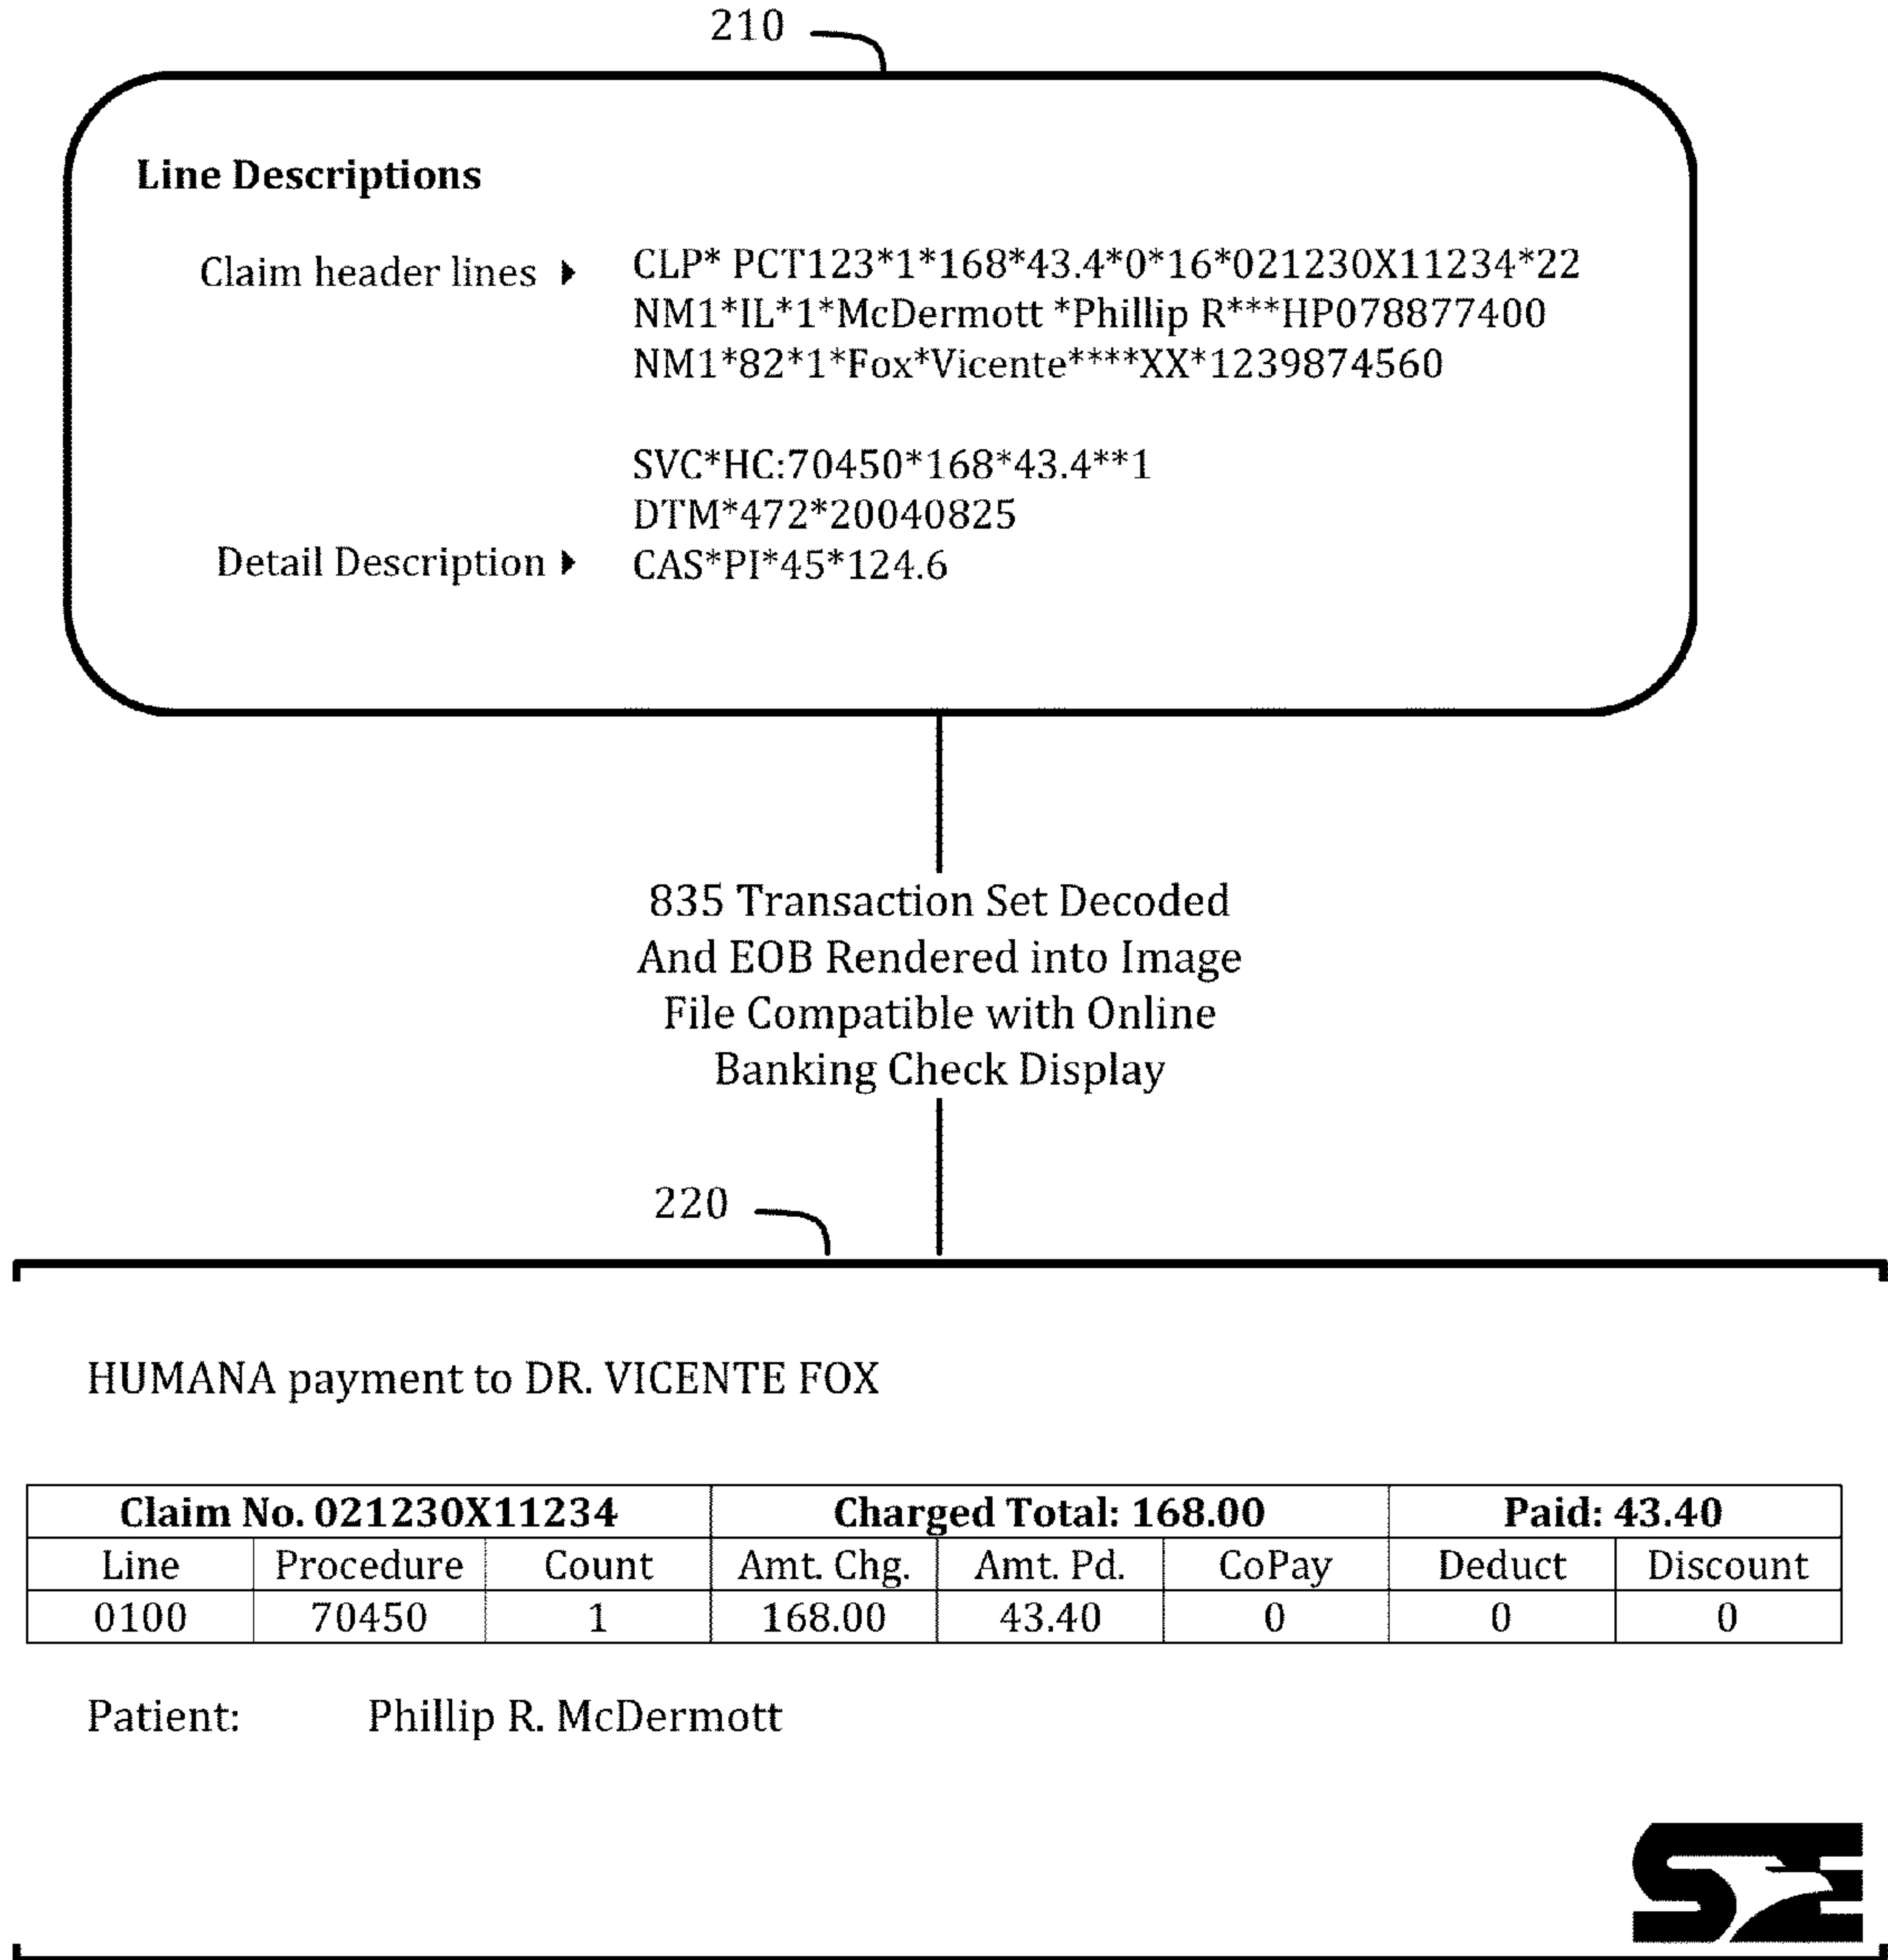 210
Line Descriptions
Claim header lines ▶ CLP* PCT123*1*168*43.4*0*16*021230X11234*22
NM1*IL*1*McDermott *Phillip R***HP078877400
NM1*82*1*Fox*Vicente****XX*1239874560
SVC*HC:70450*168*43.4**1
DTM*472*20040825
Detail Description ▶ CAS*PI*45*124.6
835 Transaction Set Decoded
And EOB Rendered into Image
File Compatible with Online
Banking Check Display
220
HUMANA payment to DR. VICENTE FOX
Claim No. 021230X11234 Charged Total: 168.00 Paid: 43.40
Line Procedure Count Amt. Chg. Amt. Pd. CoPay Deduct Discount
0100 70450 1 168.00 43.40 0 0 0
Patient: Phillip R. McDermott
SE